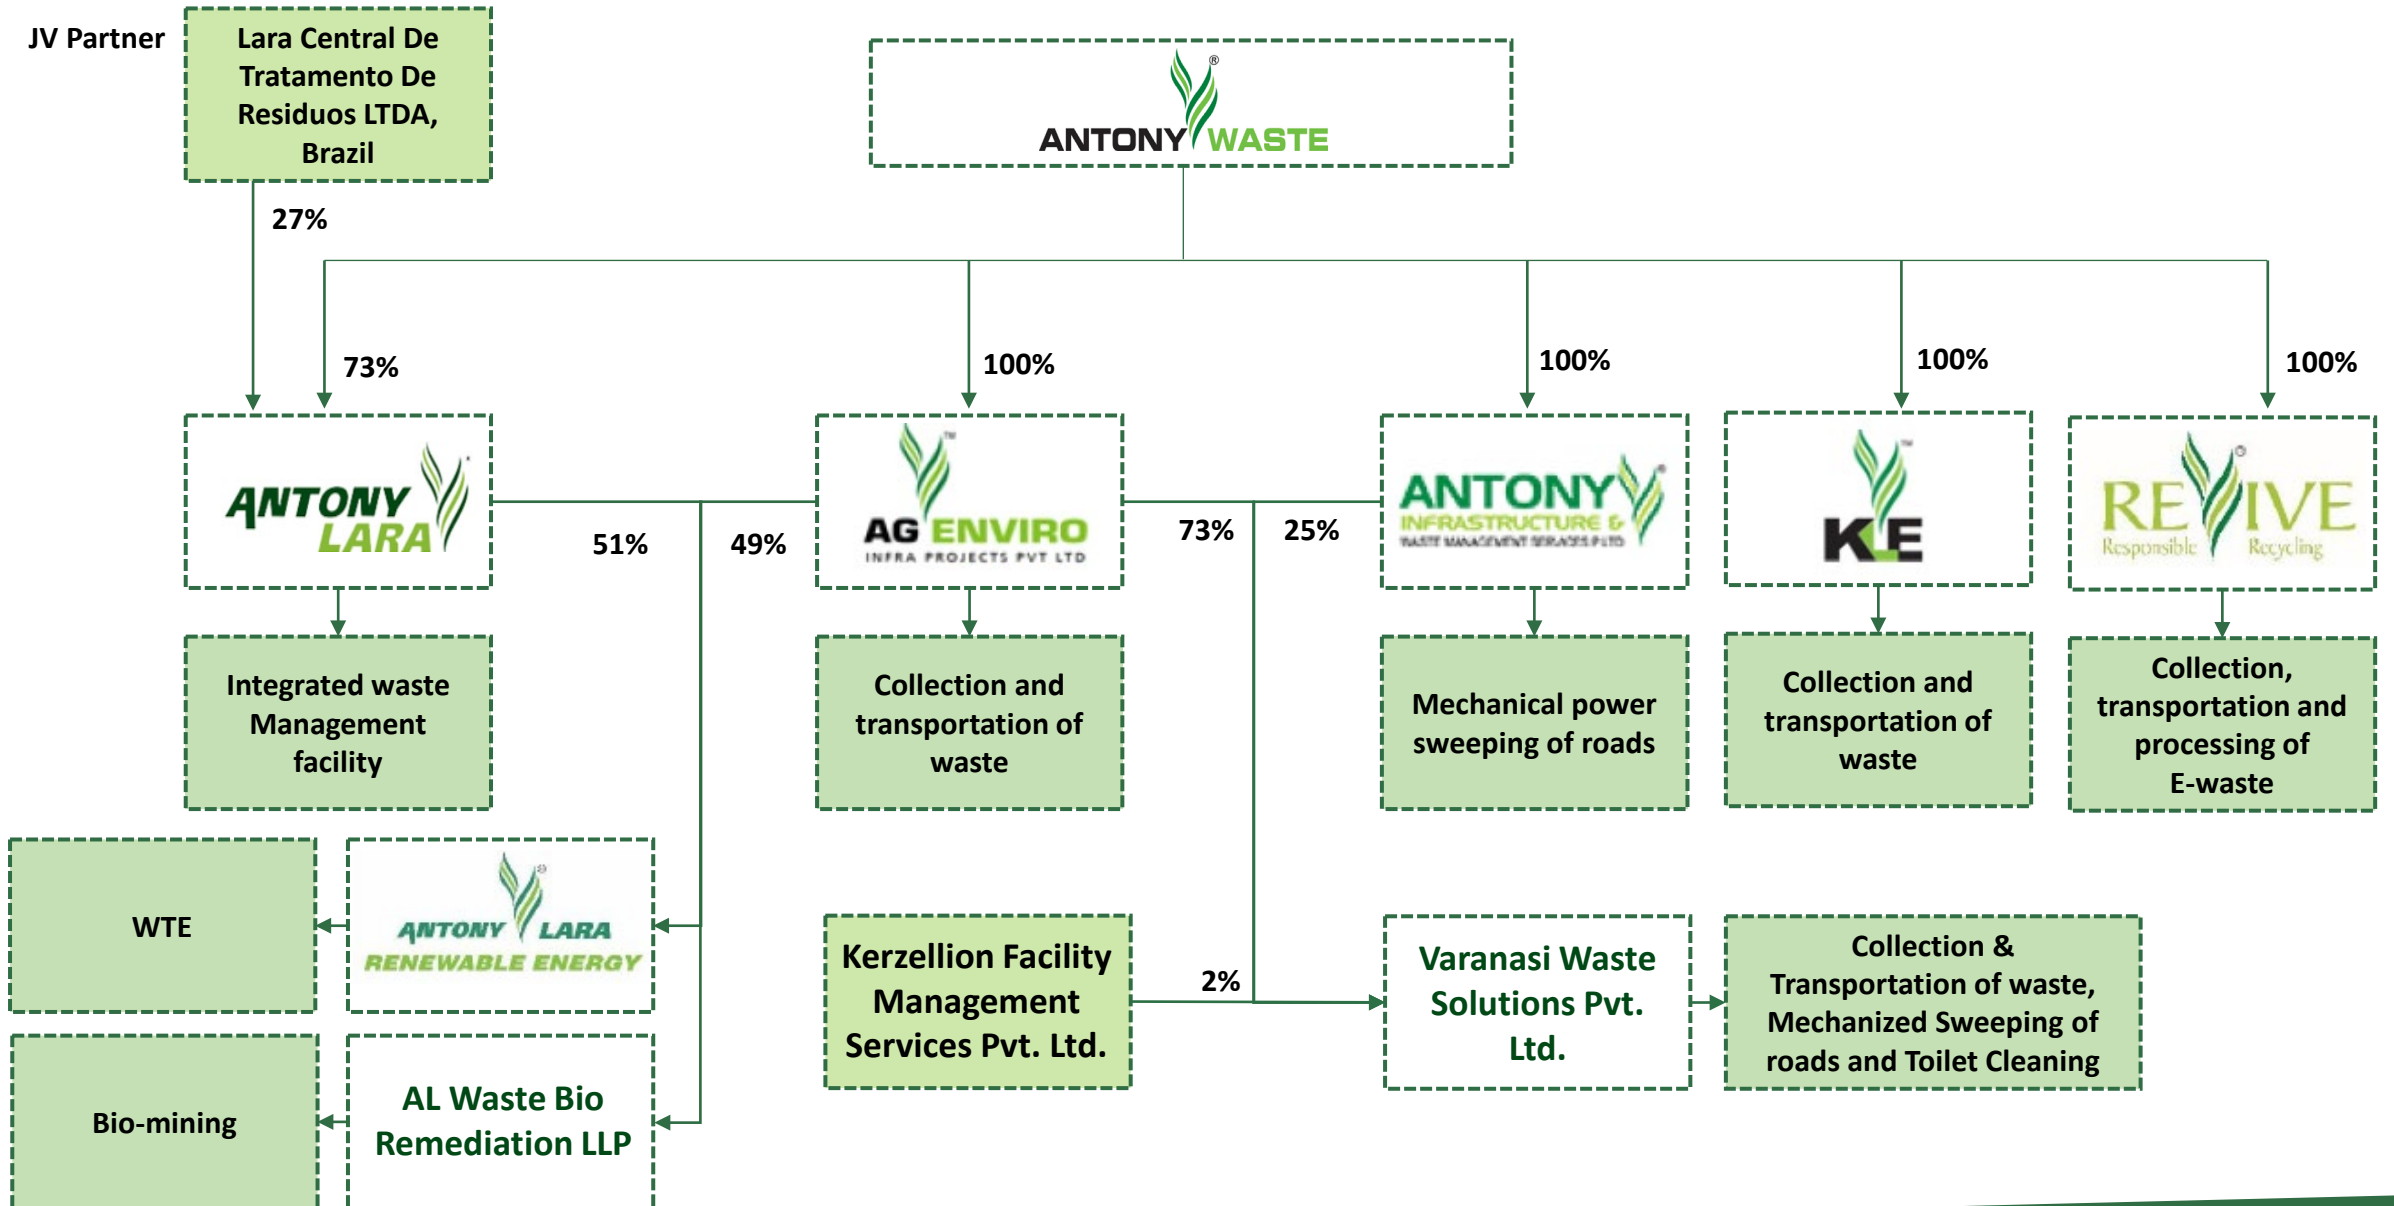 JV Partner
Lara Central De
Tratamento De
Residuos LTDA,
Brazil
ANTONY WASTE
27%
73%
100%
100%
100%
100%
ANTONY
LARA
51%
49%
AG ENVIRO
INFRA PROJECTS PVT LTD
73%
25%
ANTONY
INFRASTRUCTURE &
WASTE MANAGEMENT SERVICES P LTD
KLE
REVIVE
Responsible Recycling
Integrated waste
Management
facility
Collection and
transportation of
waste
Mechanical power
sweeping of roads
Collection and
transportation of
waste
Collection,
transportation and
processing of
E-waste
WTE
ANTONY LARA
RENEWABLE ENERGY
Kerzellion Facility
Management
Services Pvt. Ltd.
2%
Varanasi Waste
Solutions Pvt.
Ltd.
Collection &
Transportation of waste,
Mechanized Sweeping of
roads and Toilet Cleaning
Bio-mining
AL Waste Bio
Remediation LLP